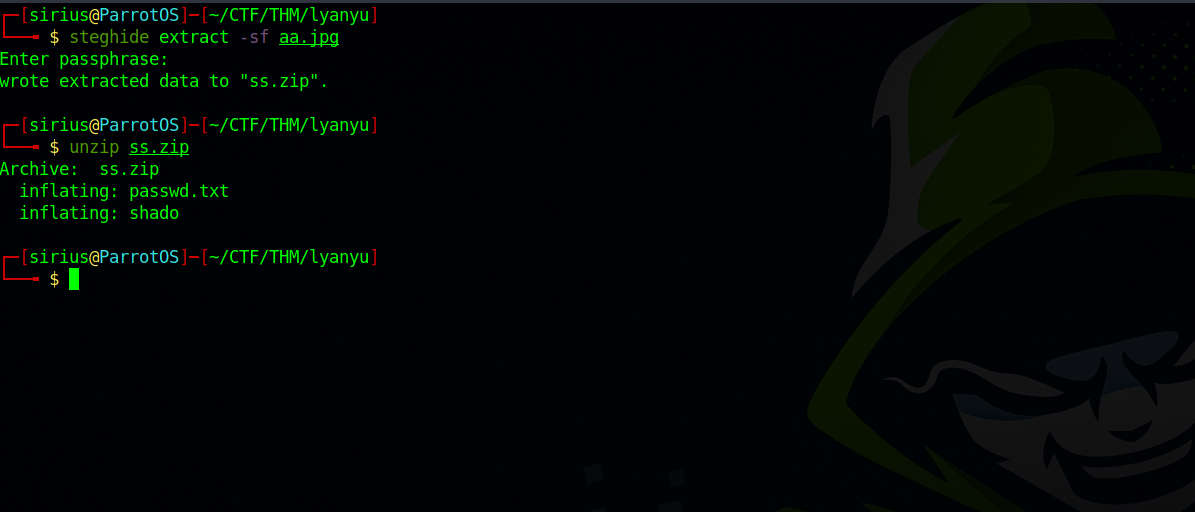 ┌─[sirius@ParrotOS]─[~/CTF/THM/lyanyu]
└──╼ $ steghide extract -sf aa.jpg
Enter passphrase:
wrote extracted data to "ss.zip".
┌─[sirius@ParrotOS]─[~/CTF/THM/lyanyu]
└──╼ $ unzip ss.zip
Archive:  ss.zip
  inflating: passwd.txt
  inflating: shado
┌─[sirius@ParrotOS]─[~/CTF/THM/lyanyu]
└──╼ $